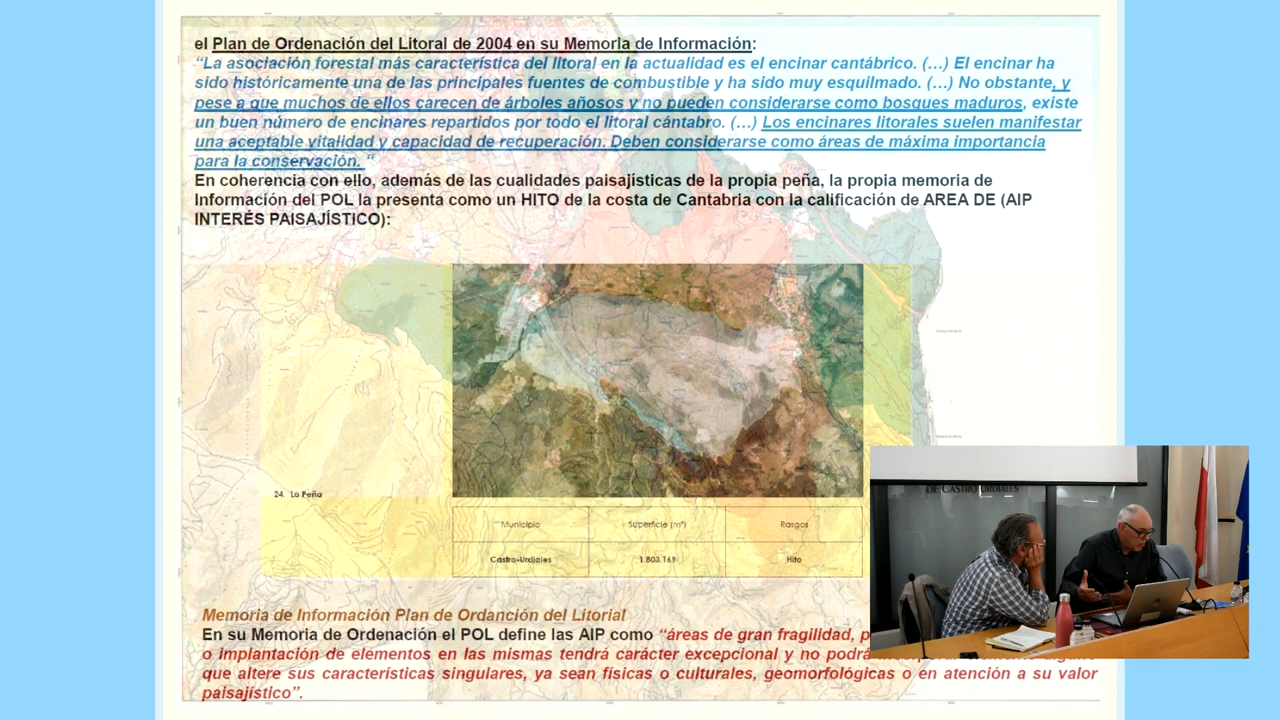 el Plan de Ordenación del Litoral de 2004 en su Memoria de Información:
“La asociación forestal más característica del litoral en la actualidad es el encinar cantábrico. (…) El encinar ha
sido históricamente una de las principales fuentes de combustible y ha sido muy esquilmado. (…) No obstante, y
pese a que muchos de ellos carecen de árboles añosos y no pueden considerarse como bosques maduros, existe
un buen número de encinares repartidos por todo el litoral cántabro. (…) Los encinares litorales suelen manifestar
una aceptable vitalidad y capacidad de recuperación. Deben considerarse como áreas de máxima importancia
para la conservación. “
En coherencia con ello, además de las cualidades paisajísticas de la propia peña, la propia memoria de
Información del POL la presenta como un HITO de la costa de Cantabria con la calificación de AREA DE (AIP
INTERÉS PAISAJÍSTICO):
24. La Peña
Municipio Superficie (m²) Rasgos
Castro-Urdiales 1.803.169 Hito
DE CASTRO URDIALES
Memoria de Información Plan de Ordanción del Litorial
En su Memoria de Ordenación el POL define las AIP como “áreas de gran fragilidad,
o implantación de elementos en las mismas tendrá carácter excepcional y no podrá
que altere sus características singulares, ya sean físicas o culturales, geomorfológicas o en atención a su valor
paisajístico”.